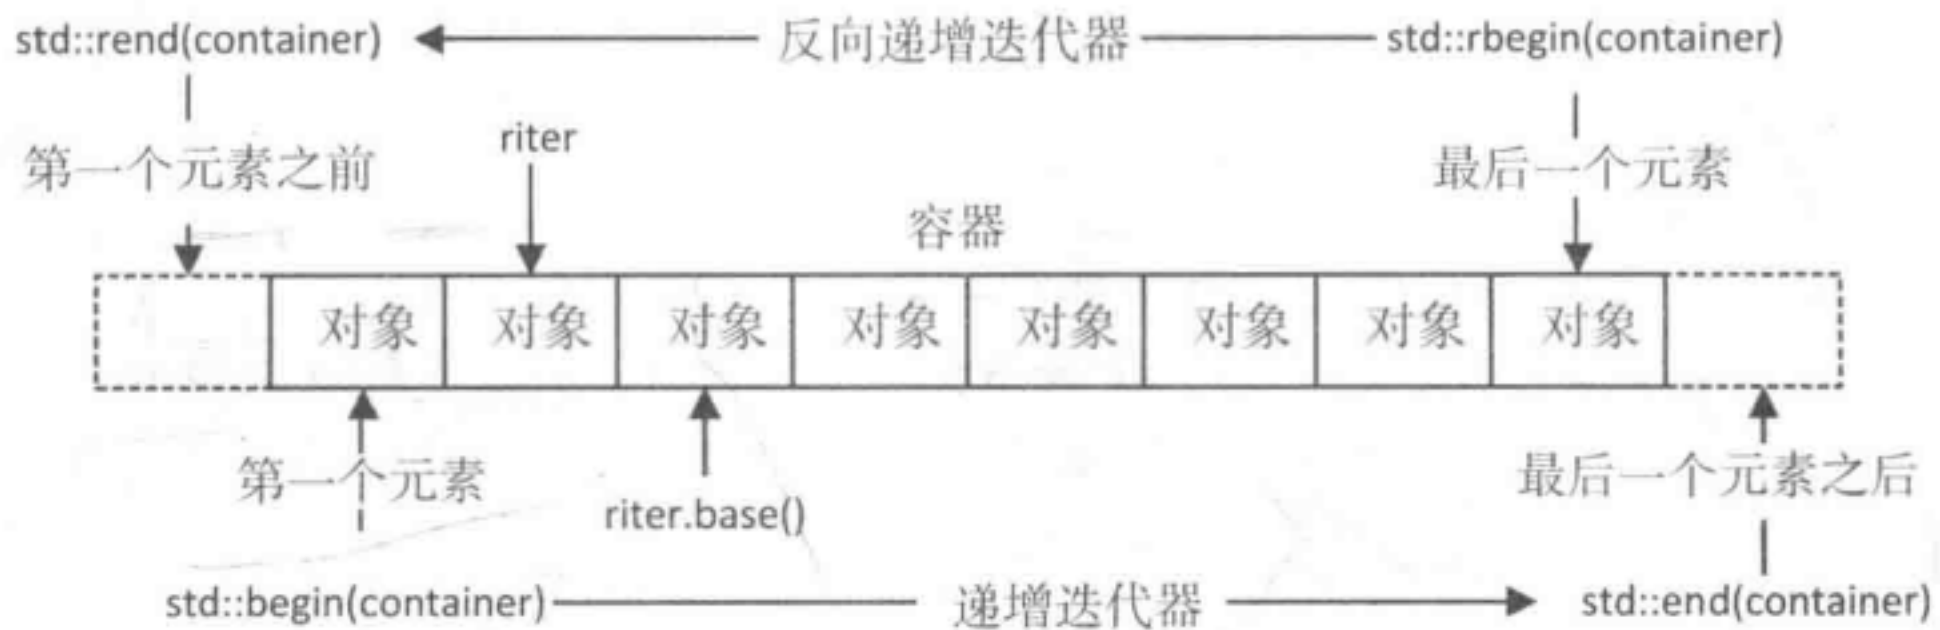 std::rend(container) 反向递增迭代器 std::rbegin(container)
riter
第一个元素之前 最后一个元素
容器
对象 对象 对象 对象 对象 对象 对象 对象
第一个元素 最后一个元素之后
riter.base()
std::begin(container) 递增迭代器 std::end(container)